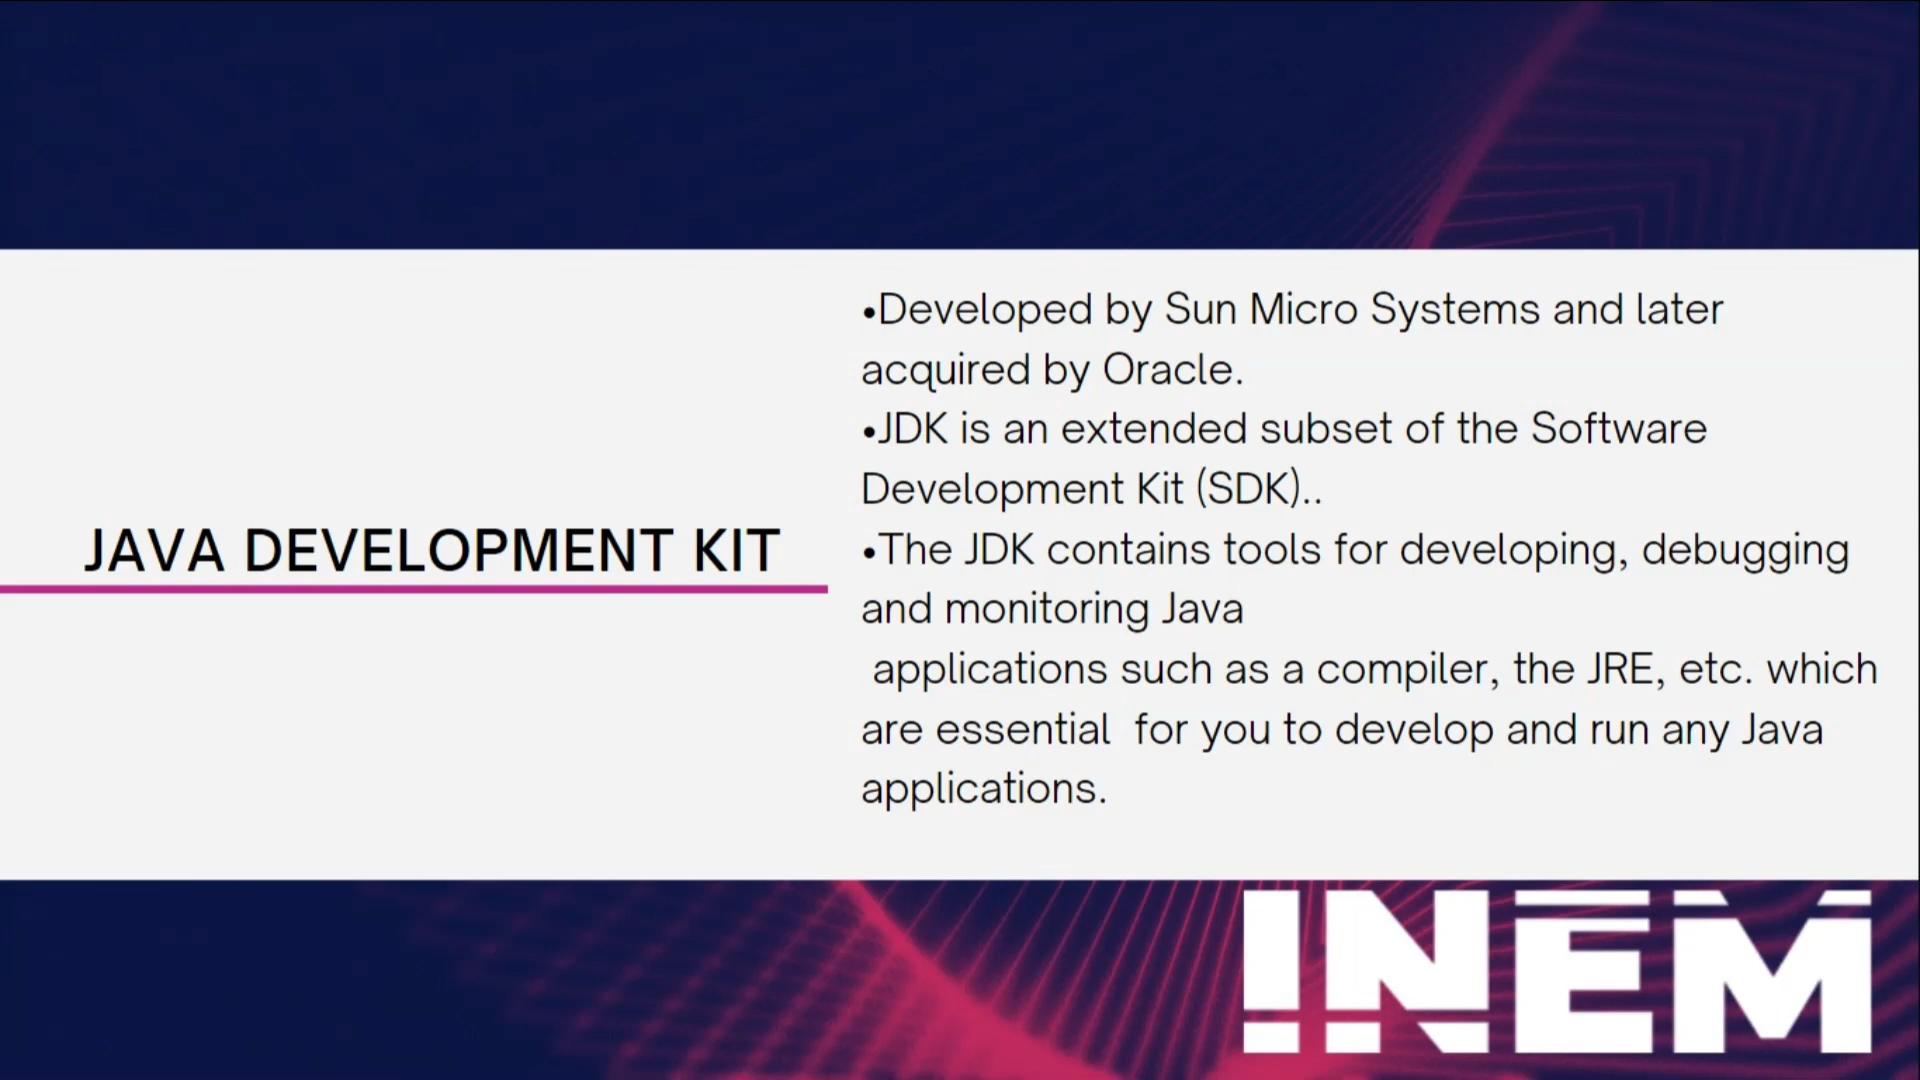 JAVA DEVELOPMENT KIT
•Developed by Sun Micro Systems and later
acquired by Oracle.
•JDK is an extended subset of the Software
Development Kit (SDK)..
•The JDK contains tools for developing, debugging
and monitoring Java
applications such as a compiler, the JRE, etc. which
are essential  for you to develop and run any Java
applications.
INEM